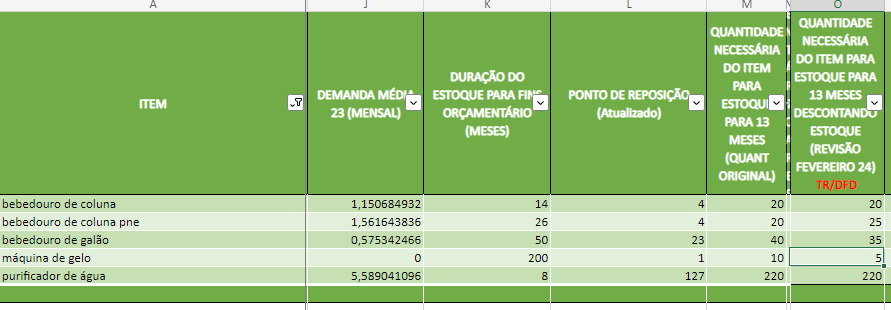 A J K L M N O
ITEM
DEMANDA MÉDIA
23 (MENSAL)
DURAÇÃO DO
ESTOQUE PARA FINS
ORÇAMENTÁRIO
(MESES)
PONTO DE REPOSIÇÃO
(Atualizado)
QUANTIDADE
NECESSÁRIA
DO ITEM
PARA
ESTOQUE
PARA 13
MESES
(QUANT
ORIGINAL)
QUANTIDADE
NECESSÁRIA
DO ITEM PARA
ESTOQUE PARA
13 MESES
DESCONTANDO
ESTOQUE
(REVISÃO
FEVEREIRO 24)
TR/DFD
bebedouro de coluna 1,150684932 14 4 20 20
bebedouro de coluna pne 1,561643836 26 4 20 25
bebedouro de galão 0,575342466 50 23 40 35
máquina de gelo 0 200 1 10 5
purificador de água 5,589041096 8 127 220 220